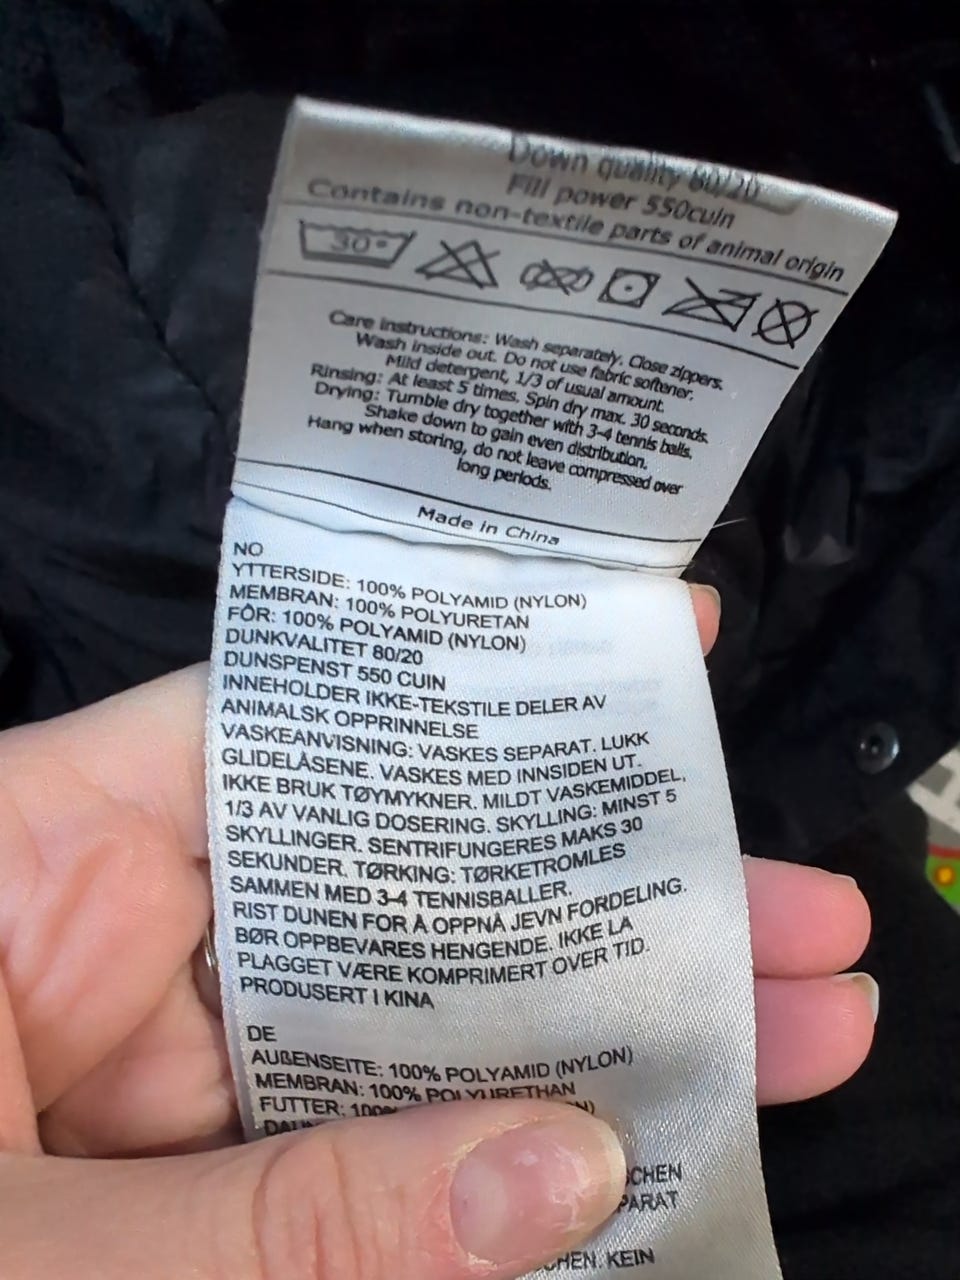 Down quality 80/20
Fill power 550cuin
Contains non-textile parts of animal origin
30°
Care instructions: Wash separately. Close zippers.
Wash inside out. Do not use fabric softener.
Mild detergent, 1/3 of usual amount.
Rinsing: At least 5 times. Spin dry max. 30 seconds.
Drying: Tumble dry together with 3-4 tennis balls.
Shake down to gain even distribution.
Hang when storing, do not leave compressed over
long periods.
Made in China
NO
YTTERSIDE: 100% POLYAMID (NYLON)
MEMBRAN: 100% POLYURETAN
FÔR: 100% POLYAMID (NYLON)
DUNKVALITET 80/20
DUNSPENST 550 CUIN
INNEHOLDER IKKE-TEKSTILE DELER AV
ANIMALSK OPPRINNELSE
VASKEANVISNING: VASKES SEPARAT. LUKK
GLIDELÅSENE. VASKES MED INNSIDEN UT.
IKKE BRUK TØYMYKNER. MILDT VASKEMIDDEL,
1/3 AV VANLIG DOSERING. SKYLLING: MINST 5
SKYLLINGER. SENTRIFUNGERES MAKS 30
SEKUNDER. TØRKING: TØRKETROMLES
SAMMEN MED 3-4 TENNISBALLER.
RIST DUNEN FOR Å OPPNÅ JEVN FORDELING.
BØR OPPBEVARES HENGENDE. IKKE LA
PLAGGET VÆRE KOMPRIMERT OVER TID.
PRODUSERT I KINA
DE
AUßENSEITE: 100% POLYAMID (NYLON)
MEMBRAN: 100% POLYURETHAN
FUTTER: 100%
KEIN